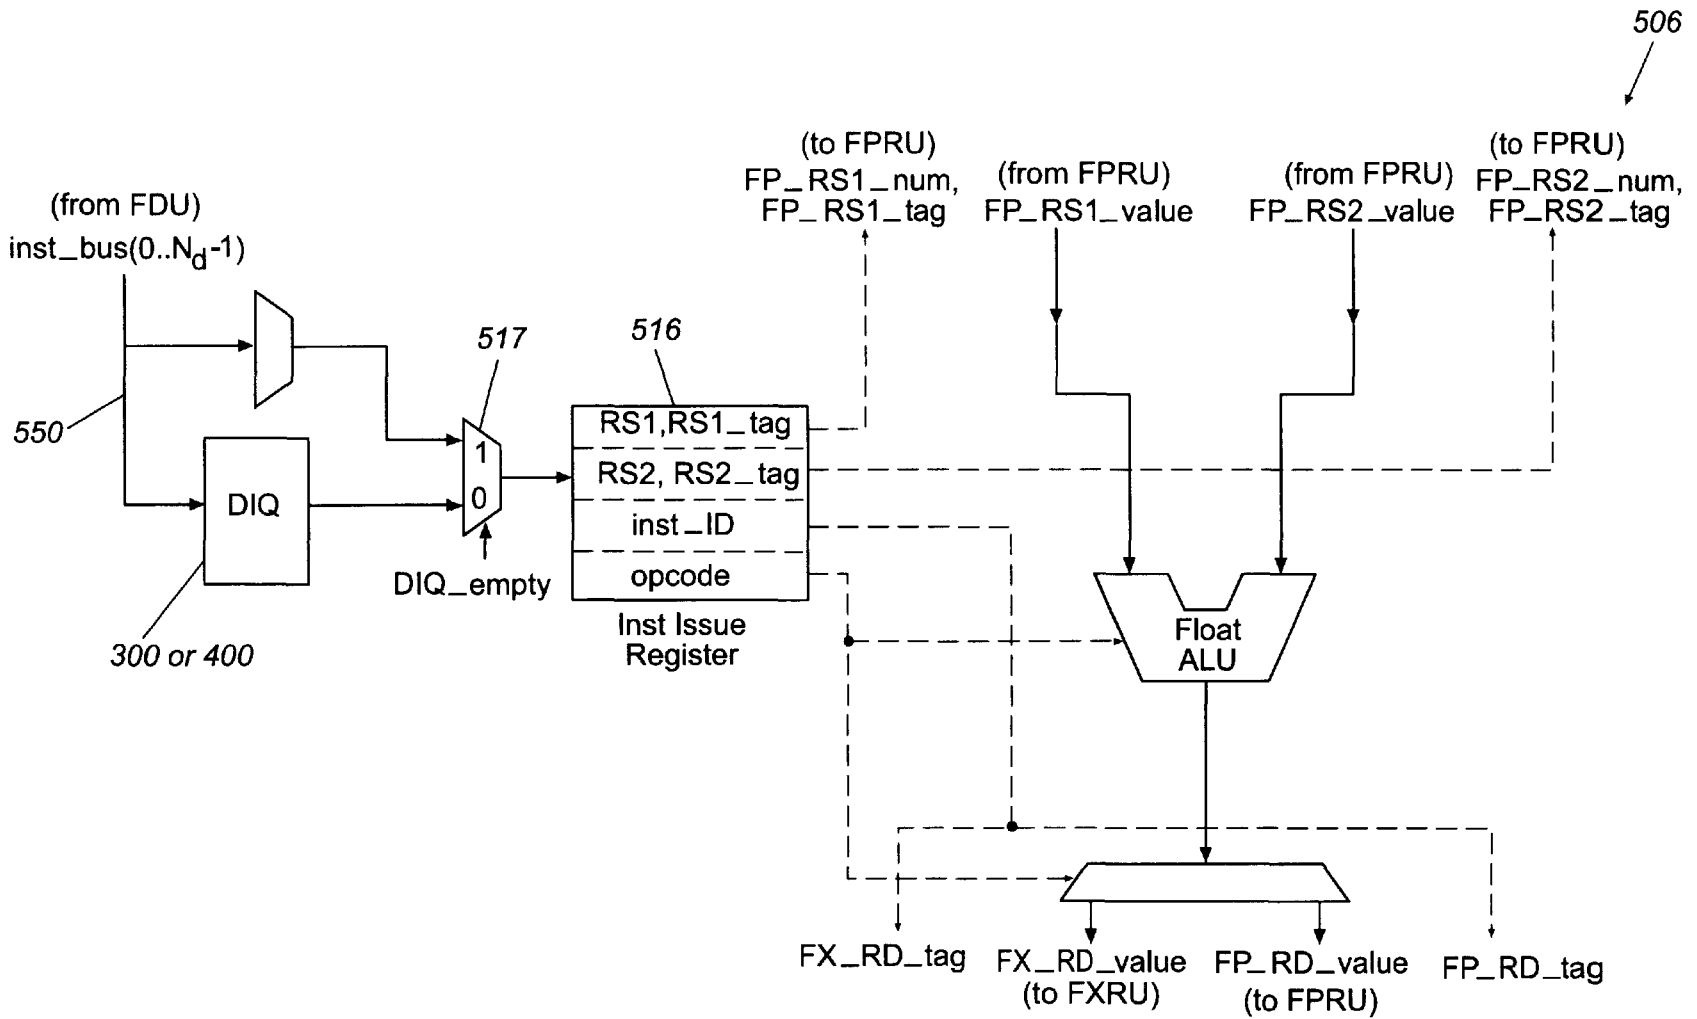 506
(to FPRU)
FP_RS1_num,
FP_RS1_tag
(from FPRU)
FP_RS1_value
(from FPRU)
FP_RS2_value
(to FPRU)
FP_RS2_num,
FP_RS2_tag
(from FDU)
inst_bus(0..Nd-1)
550
517
516
1
0
DIQ
DIQ_empty
300 or 400
RS1,RS1_tag
RS2, RS2_tag
inst_ID
opcode
Inst Issue
Register
Float
ALU
FX_RD_tag
FX_RD_value
(to FXRU)
FP_RD_value
(to FPRU)
FP_RD_tag